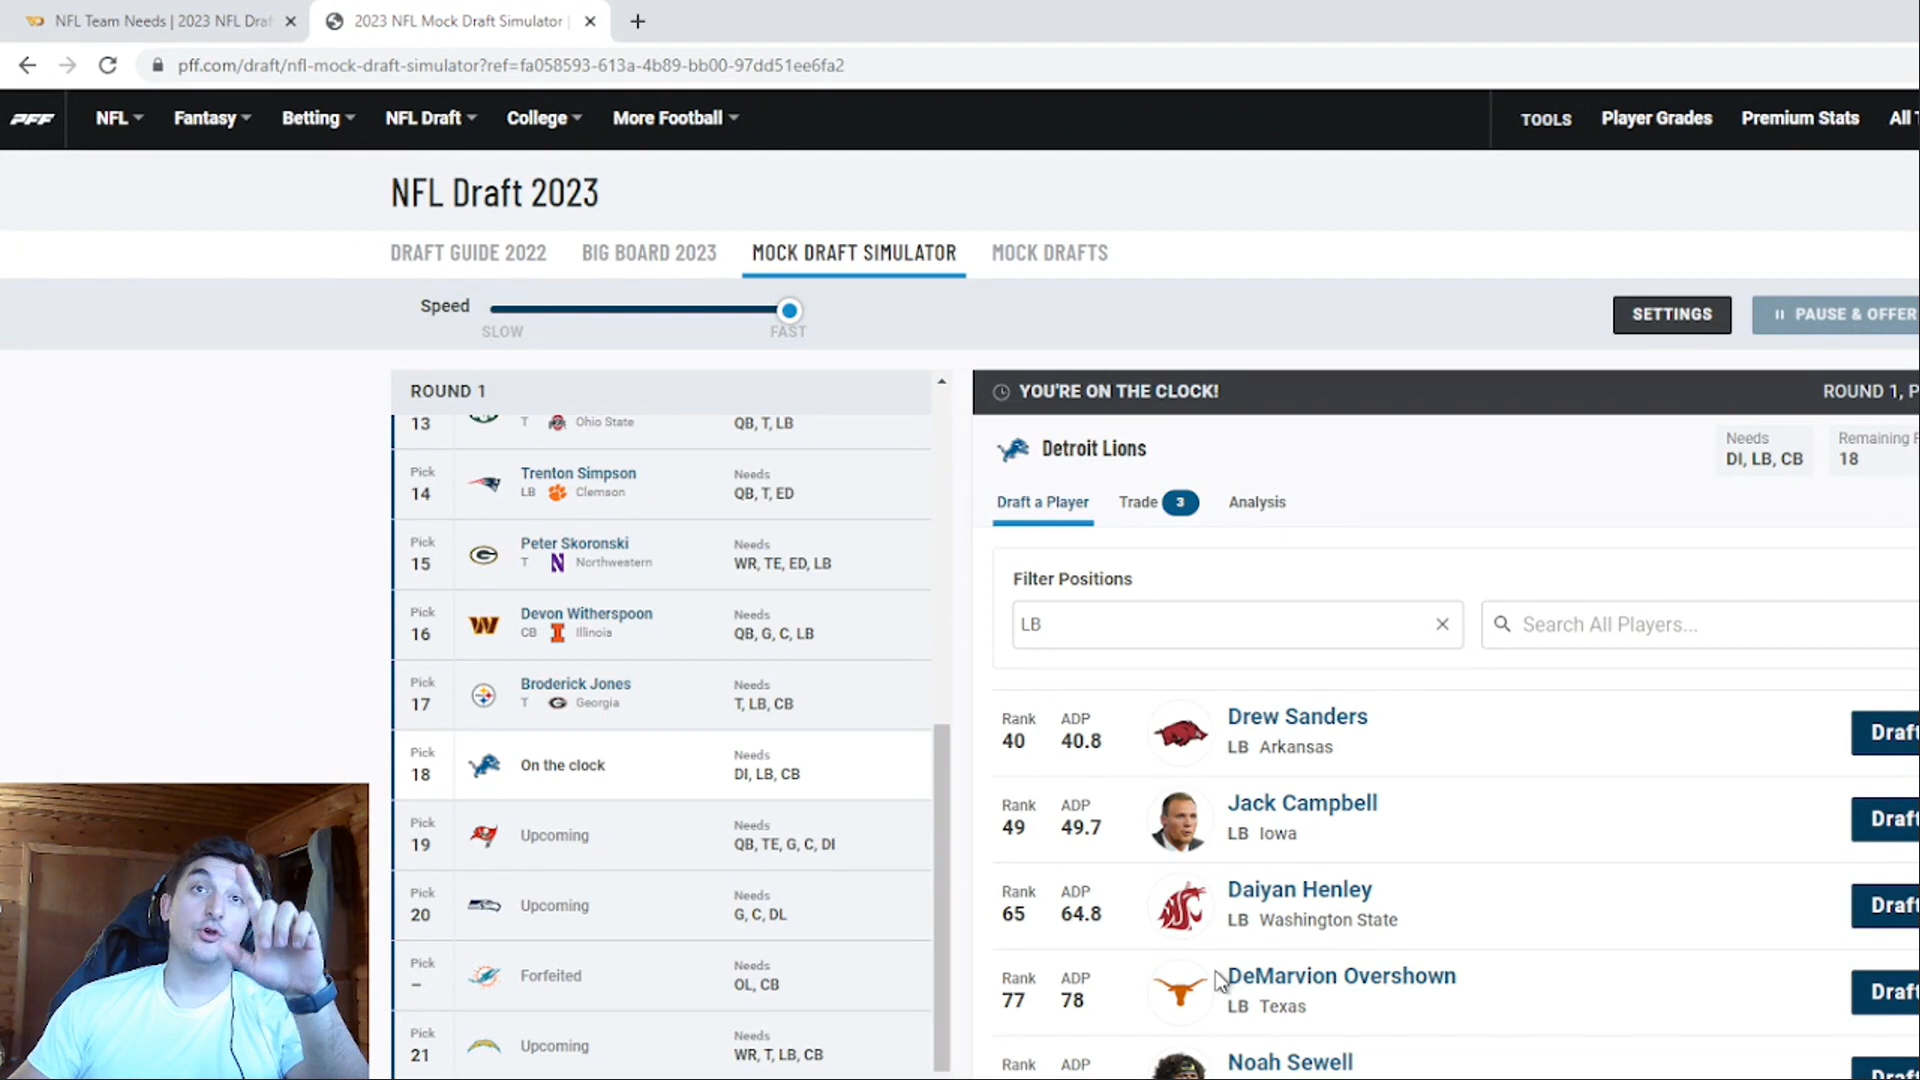 NFL Team Needs | 2023 NFL Draf
2023 NFL Mock Draft Simulator |
pff.com/draft/nfl-mock-draft-simulator?ref=fa058593-613a-4b89-bb00-97dd51ee6fa2
PFF NFL Fantasy Betting NFL Draft College More Football TOOLS Player Grades Premium Stats All T
NFL Draft 2023
DRAFT GUIDE 2022 BIG BOARD 2023 MOCK DRAFT SIMULATOR MOCK DRAFTS
Speed
SLOW FAST
SETTINGS
PAUSE & OFFER
ROUND 1
13
T Ohio State
QB, T, LB
Pick
14
Trenton Simpson
LB Clemson
Needs
QB, T, ED
Pick
15
Peter Skoronski
T Northwestern
Needs
WR, TE, ED, LB
Pick
16
Devon Witherspoon
CB Illinois
Needs
QB, G, C, LB
Pick
17
Broderick Jones
T Georgia
Needs
T, LB, CB
Pick
18
On the clock
Needs
DI, LB, CB
Pick
19
Upcoming
Needs
QB, TE, G, C, DI
Pick
20
Upcoming
Needs
G, C, DL
Pick
–
Forfeited
Needs
OL, CB
Pick
21
Upcoming
Needs
WR, T, LB, CB
YOU'RE ON THE CLOCK!
ROUND 1, P
Detroit Lions
Needs
DI, LB, CB
Remaining P
18
Draft a Player Trade 3 Analysis
Filter Positions
LB
Search All Players...
Rank
40
ADP
40.8
Drew Sanders
LB Arkansas
Draft
Rank
49
ADP
49.7
Jack Campbell
LB Iowa
Draft
Rank
65
ADP
64.8
Daiyan Henley
LB Washington State
Draft
Rank
77
ADP
78
DeMarvion Overshown
LB Texas
Draft
Rank
ADP
Noah Sewell
Draft